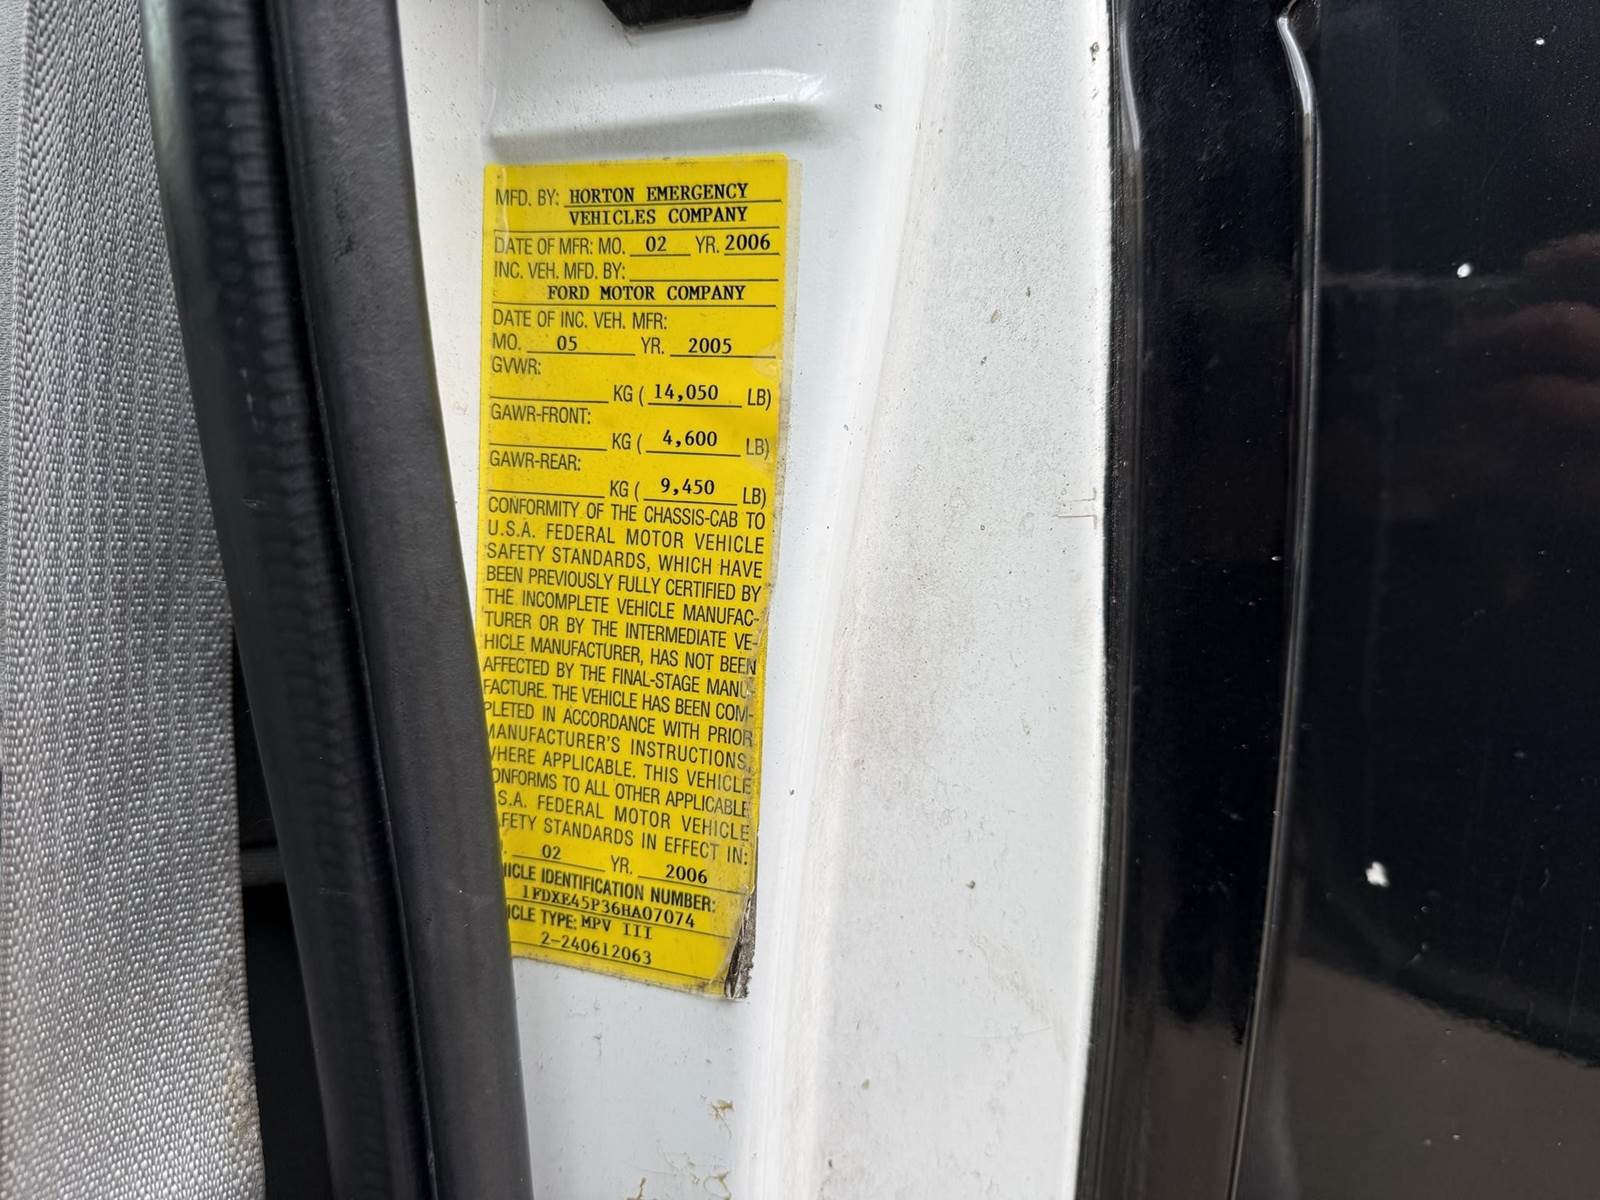 MFD. BY: HORTON EMERGENCY
VEHICLES COMPANY
DATE OF MFR: MO. 02 YR. 2006
INC. VEH. MFD. BY:
FORD MOTOR COMPANY
DATE OF INC. VEH. MFR:
MO. 05 YR. 2005
GVWR:
KG ( 14,050 LB)
GAWR-FRONT:
KG ( 4,600 LB)
GAWR-REAR:
KG ( 9,450 LB)
CONFORMITY OF THE CHASSIS-CAB TO
U.S.A. FEDERAL MOTOR VEHICLE
SAFETY STANDARDS, WHICH HAVE
BEEN PREVIOUSLY FULLY CERTIFIED BY
THE INCOMPLETE VEHICLE MANUFAC-
TURER OR BY THE INTERMEDIATE VE-
HICLE MANUFACTURER, HAS NOT BEEN
AFFECTED BY THE FINAL-STAGE MANU-
FACTURE. THE VEHICLE HAS BEEN COM-
PLETED IN ACCORDANCE WITH PRIOR
MANUFACTURER'S INSTRUCTIONS,
WHERE APPLICABLE. THIS VEHICLE
ONFORMS TO ALL OTHER APPLICABLE
.S.A. FEDERAL MOTOR VEHICLE
AFETY STANDARDS IN EFFECT IN:
. 02 YR. 2006
HICLE IDENTIFICATION NUMBER:
1FDXE45P36HA07074
ICLE TYPE: MPV III
2-240612063